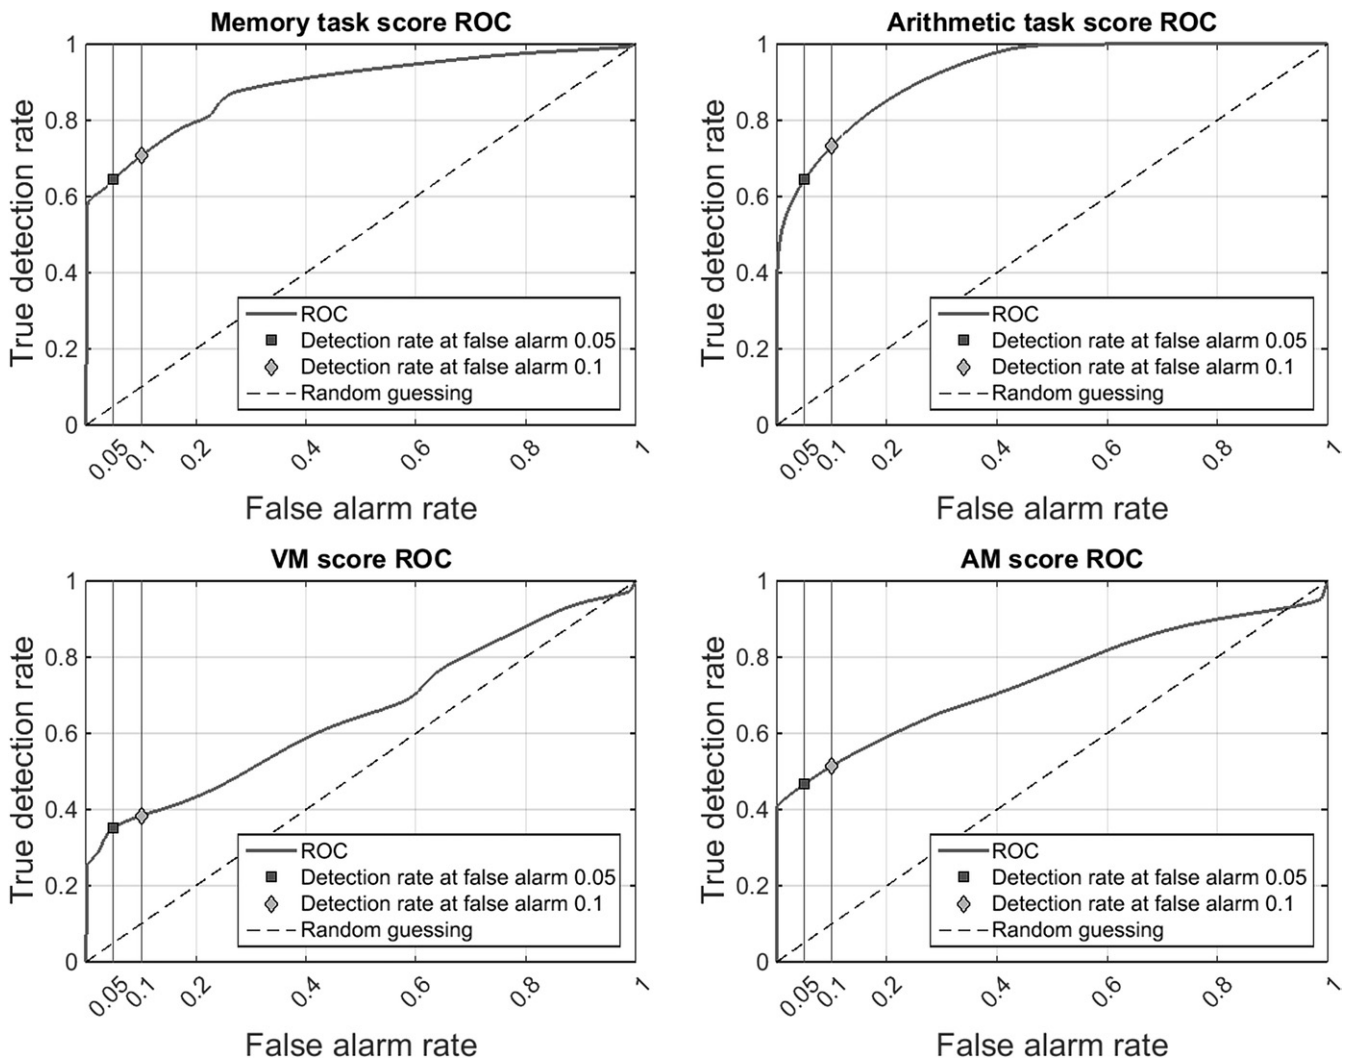 Memory task score ROC
True detection rate
1
0.8
0.6
0.4
0.2
0
0.05
0.1
0.2
0.4
0.6
0.8
1
False alarm rate
ROC
Detection rate at false alarm 0.05
Detection rate at false alarm 0.1
Random guessing
Arithmetic task score ROC
True detection rate
1
0.8
0.6
0.4
0.2
0
0.05
0.1
0.2
0.4
0.6
0.8
1
False alarm rate
ROC
Detection rate at false alarm 0.05
Detection rate at false alarm 0.1
Random guessing
VM score ROC
True detection rate
1
0.8
0.6
0.4
0.2
0
0.05
0.1
0.2
0.4
0.6
0.8
1
False alarm rate
ROC
Detection rate at false alarm 0.05
Detection rate at false alarm 0.1
Random guessing
AM score ROC
True detection rate
1
0.8
0.6
0.4
0.2
0
0.05
0.1
0.2
0.4
0.6
0.8
1
False alarm rate
ROC
Detection rate at false alarm 0.05
Detection rate at false alarm 0.1
Random guessing